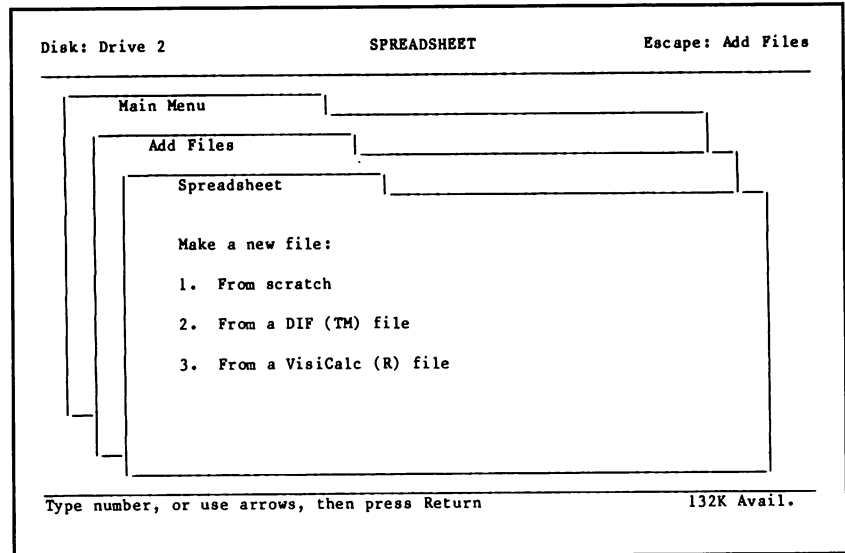 Disk: Drive 2 SPREADSHEET Escape: Add Files
Main Menu
Add Files
Spreadsheet
Make a new file:
1. From scratch
2. From a DIF (TM) file
3. From a VisiCalc (R) file
Type number, or use arrows, then press Return 132K Avail.